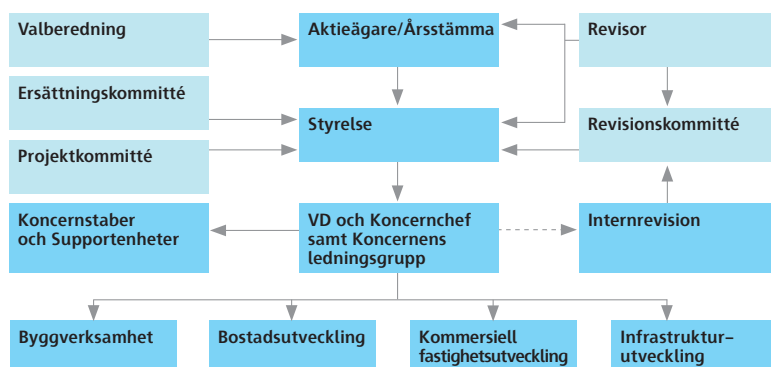 Valberedning
Aktieägare/Årsstämma
Revisor
Ersättningskommitté
Styrelse
Revisionskommitté
Projektkommitté
Koncernstaber
och Supportenheter
VD och Koncernchef
samt Koncernens
ledningsgrupp
Internrevision
Byggverksamhet
Bostadsutveckling
Kommersiell
fastighetsutveckling
Infrastruktur-
utveckling